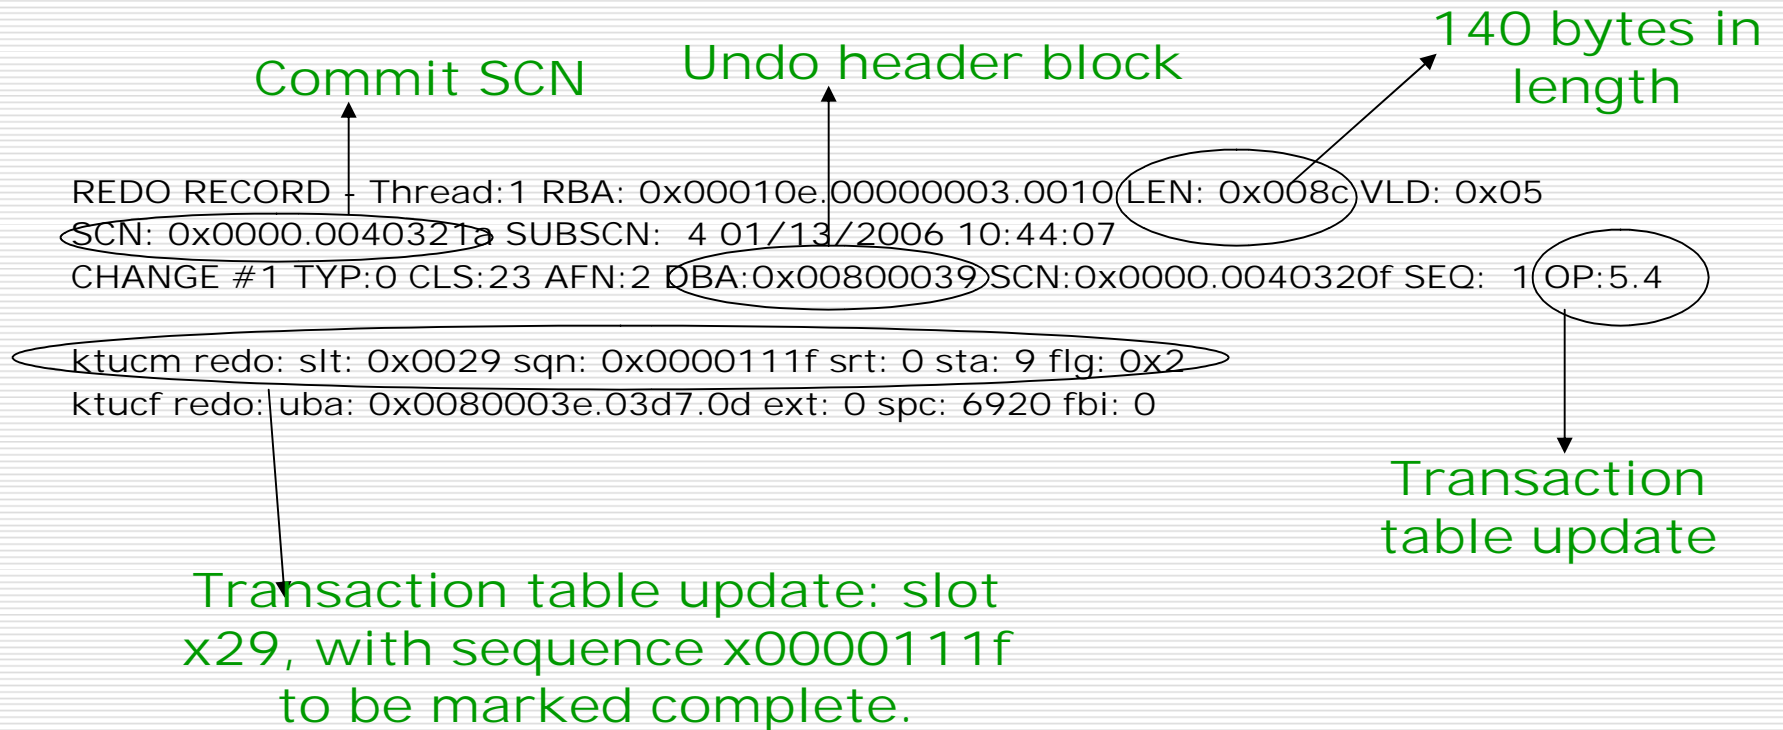 140 bytes in
length
Undo header block
Commit SCN
REDO RECORD - Thread:1 RBA: 0x00010e.00000003.0010 LEN: 0x008c VLD: 0x05
SCN: 0x0000.0040321a SUBSCN:  4 01/13/2006 10:44:07
CHANGE #1 TYP:0 CLS:23 AFN:2 DBA:0x00800039 SCN:0x0000.0040320f SEQ:  1 OP:5.4
ktucm redo: slt: 0x0029 sqn: 0x0000111f srt: 0 sta: 9 flg: 0x2
ktucf redo: uba: 0x0080003e.03d7.0d ext: 0 spc: 6920 fbi: 0
Transaction
table update
Transaction table update: slot
x29, with sequence x0000111f
to be marked complete.